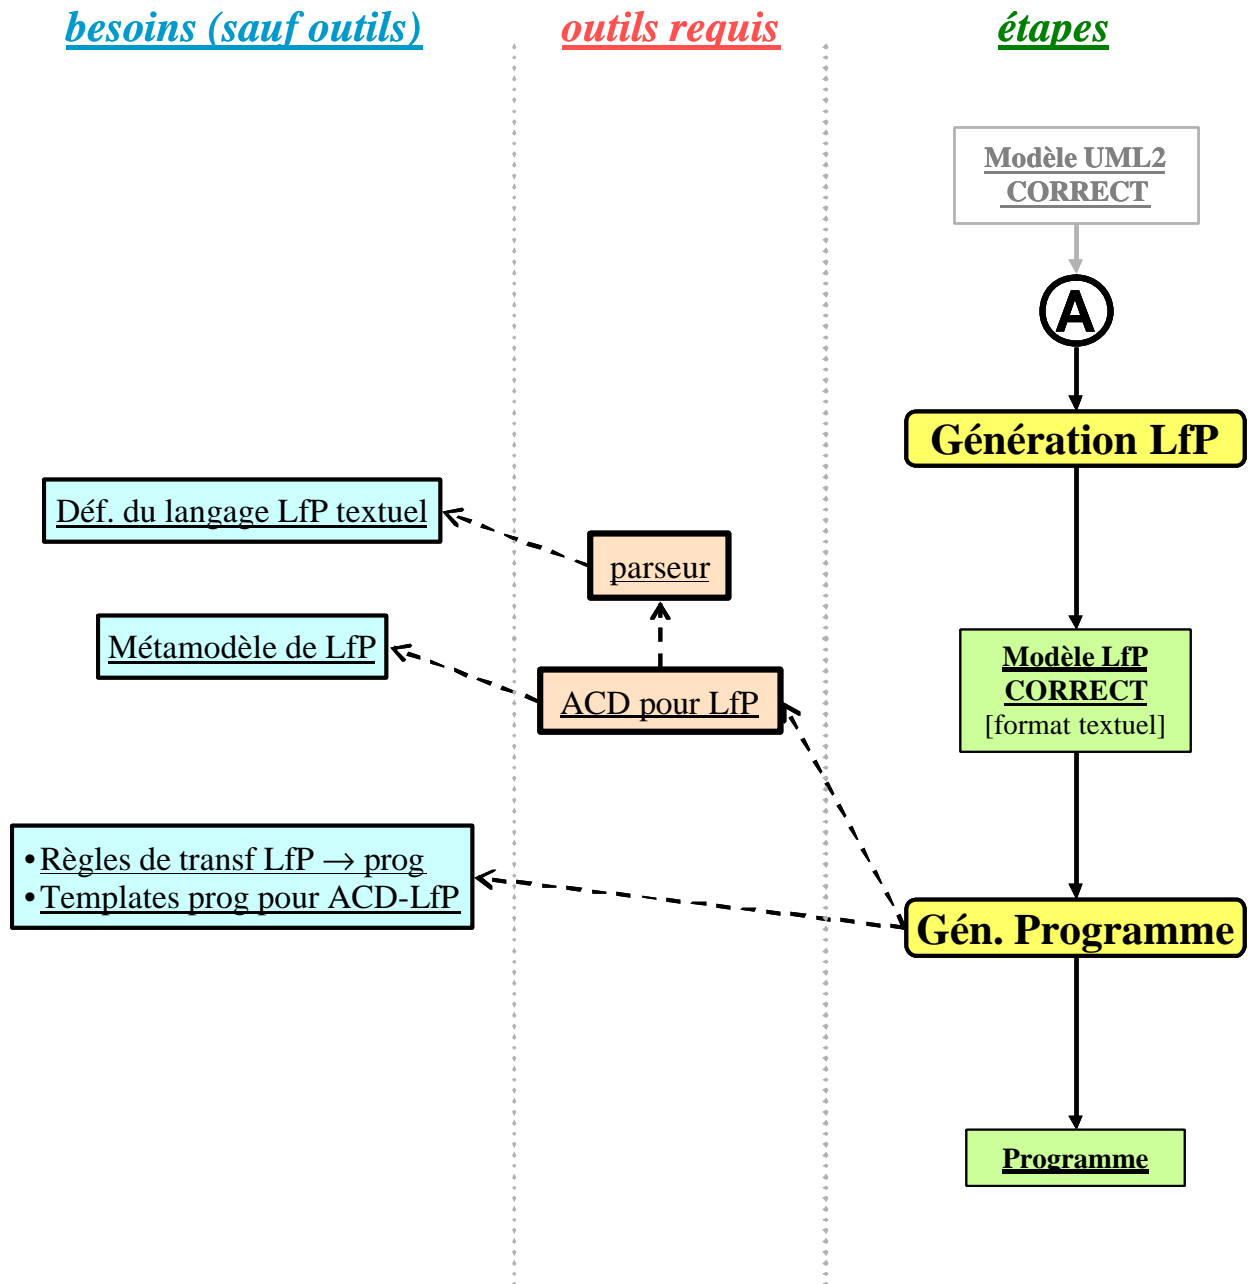 besoins (sauf outils)
outils requis
étapes
Modèle UML2
CORRECT
A
Génération LfP
Déf. du langage LfP textuel
parseur
Métamodèle de LfP
ACD pour LfP
Modèle LfP
CORRECT
[format textuel]
•Règles de transf LfP → prog
•Templates prog pour ACD-LfP
Gén. Programme
Programme